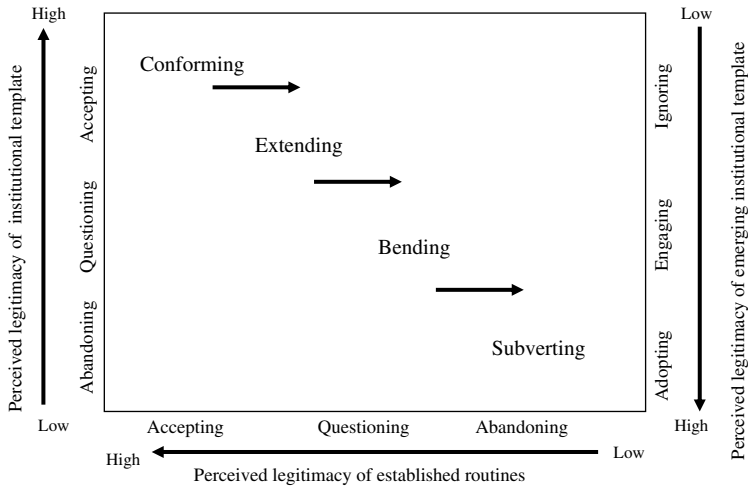 High
Low
Perceived legitimacy of institutional template
Accepting
Questioning
Abandoning
Conforming
Extending
Bending
Subverting
Ignoring
Engaging
Adopting
Perceived legitimacy of emerging institutional template
Low
High
Accepting
Questioning
Abandoning
High
Low
Perceived legitimacy of established routines